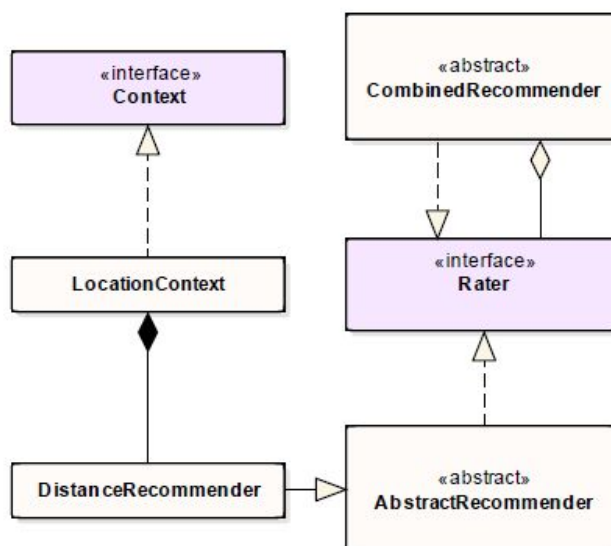 «interface»
Context
«abstract»
CombinedRecommender
LocationContext
«interface»
Rater
DistanceRecommender
«abstract»
AbstractRecommender